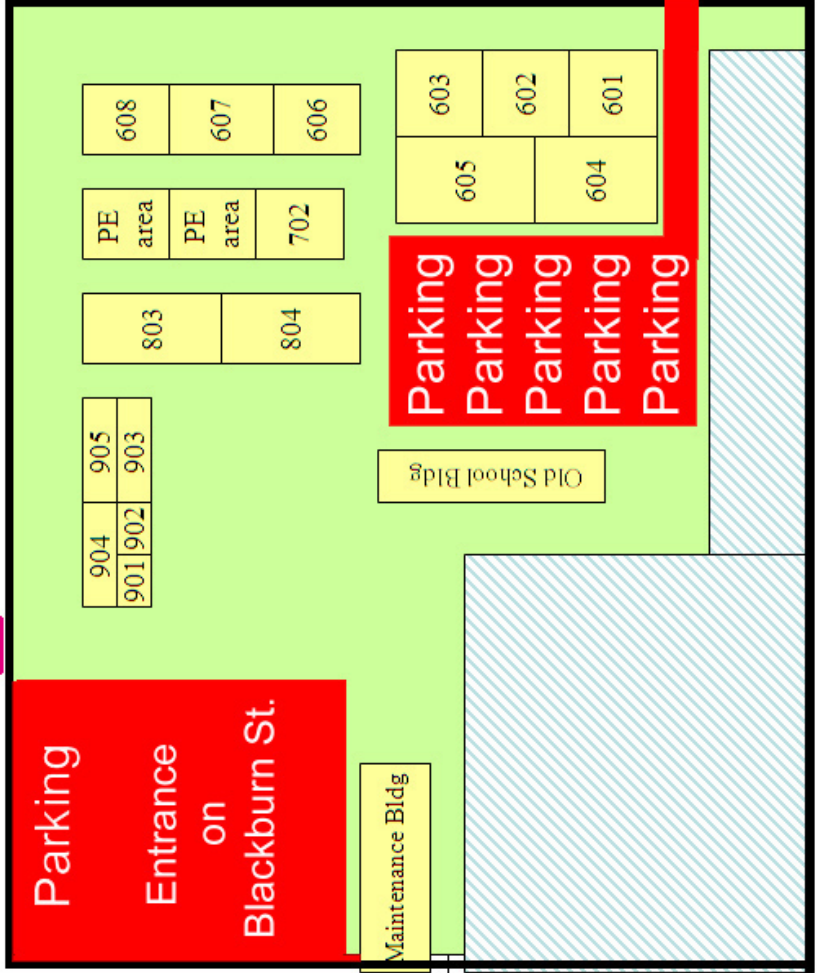 608
607
606
PE
area
PE
area
702
803
804
905
903
904
902
901
603
602
601
605
604
Parking
Parking
Parking
Parking
Parking
Old School Bldg
Parking
Entrance
on
Blackburn St.
Maintenance Bldg